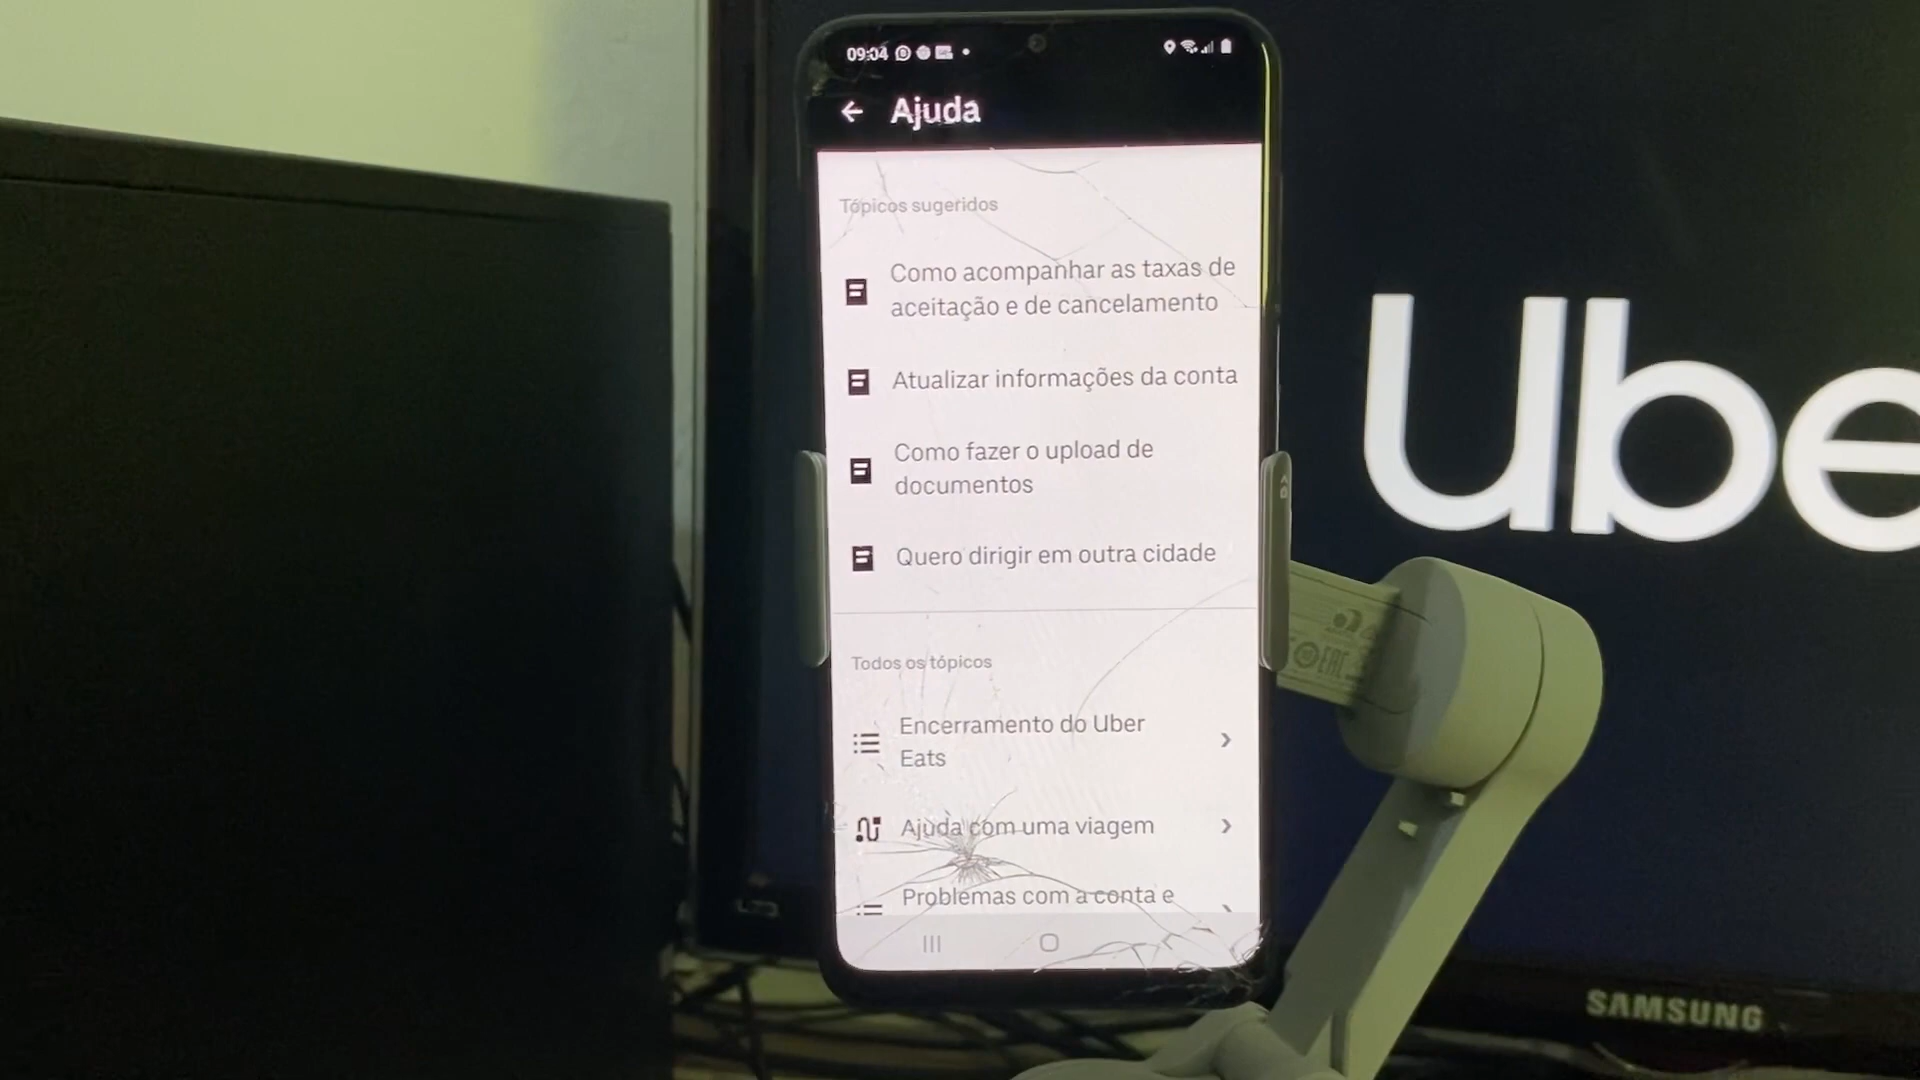 09:04
Ajuda
Tópicos sugeridos
Como acompanhar as taxas de
aceitação e de cancelamento
Atualizar informações da conta
Como fazer o upload de
documentos
Quero dirigir em outra cidade
Todos os tópicos
Encerramento do Uber
Eats
Ajuda com uma viagem
Problemas com a conta e
Ube
EAC
SAMSUNG